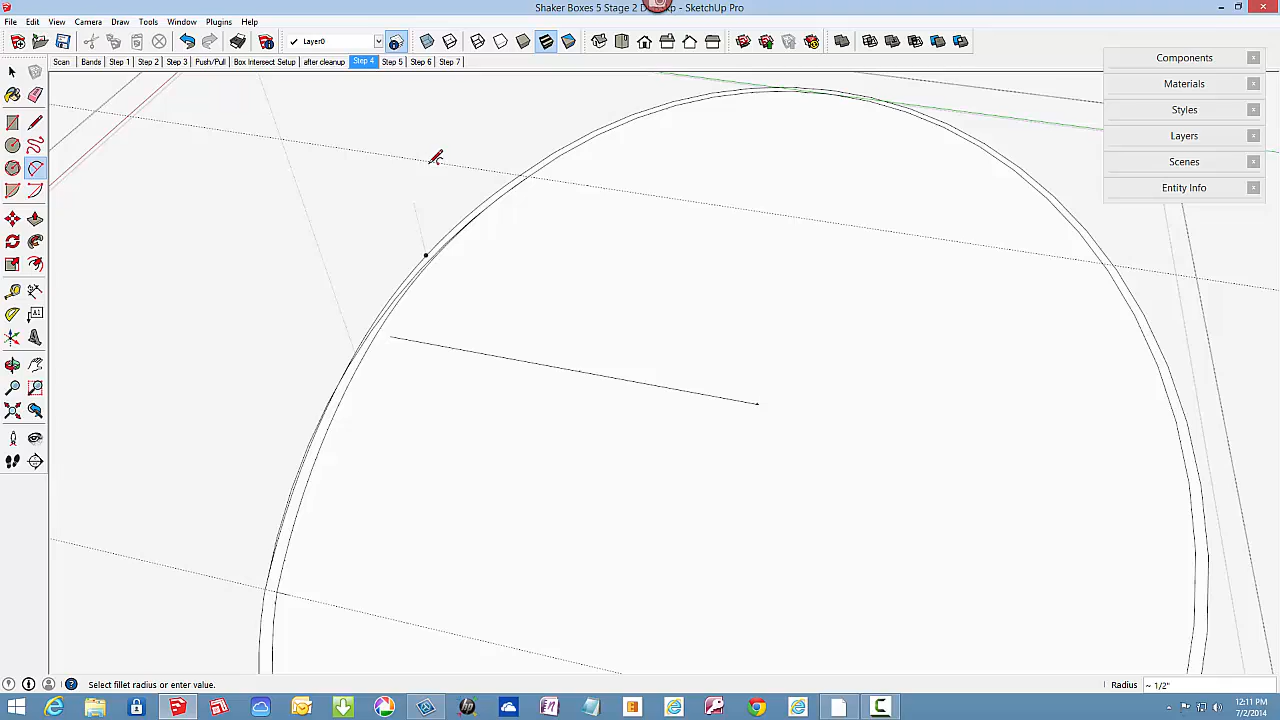 Shaker Boxes 5 Stage 2 D
kp - SketchUp Pro
File Edit View Camera Draw Tools Window Plugins Help
Layer0
Scan Bands Step 1 Step 2 Step 3 Push/Pull Box Intersect Setup after cleanup Step 4 Step 5 Step 6 Step 7
Components
Materials
Styles
Layers
Scenes
Entity Info
A1
Select fillet radius or enter value.
Radius ~ 1/2"
12:11 PM
7/2/2014